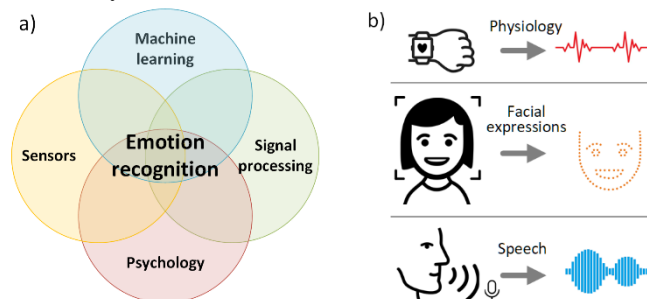 a)
Machine
learning
Sensors
Emotion
recognition
Signal
processing
Psychology
b)
Physiology
Facial
expressions
Speech